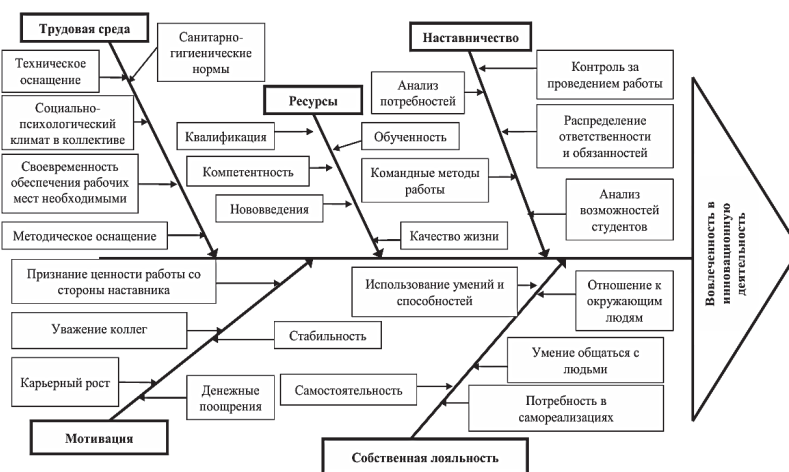 Трудовая среда
Санитарно-
гигиенические
нормы
Техническое
оснащение
Социально-
психологический
климат в коллективе
Своевременность
обеспечения рабочих
мест необходимыми
Методическое оснащение
Ресурсы
Квалификация
Обученность
Компетентность
Нововведения
Качество жизни
Наставничество
Контроль за
проведением работы
Анализ
потребностей
Распределение
ответственности
и обязанностей
Командные методы
работы
Анализ
возможностей
студентов
Вовлеченность в
инновационную
деятельность
Признание ценности работы со
стороны наставника
Уважение коллег
Стабильность
Карьерный рост
Денежные
поощрения
Мотивация
Использование умений и
способностей
Отношение к
окружающим
людям
Умение общаться с
людьми
Самостоятельность
Потребность в
самореализациях
Собственная лояльность